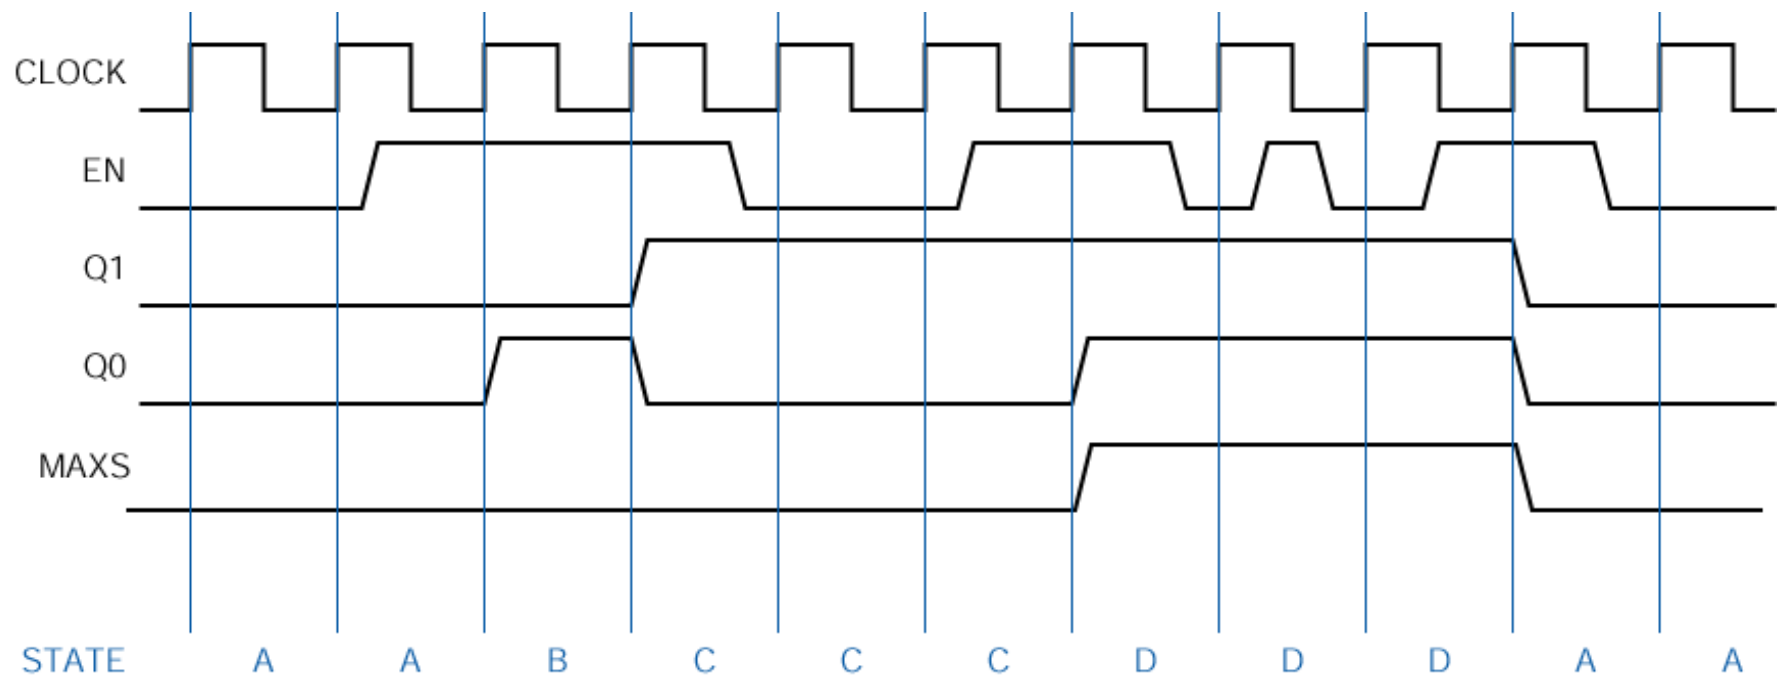 CLOCK
EN
Q1
Q0
MAXS
STATE A A B C C C D D D A A